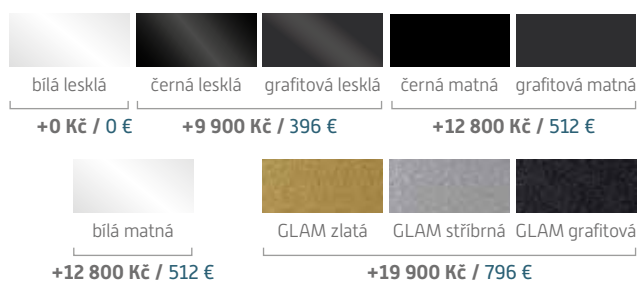 bílá lesklá černá lesklá grafitová lesklá černá matná grafitová matná
+0 Kč / 0 € +9 900 Kč / 396 € +12 800 Kč / 512 €
bílá matná GLAM zlatá GLAM stříbrná GLAM grafitová
+12 800 Kč / 512 € +19 900 Kč / 796 €